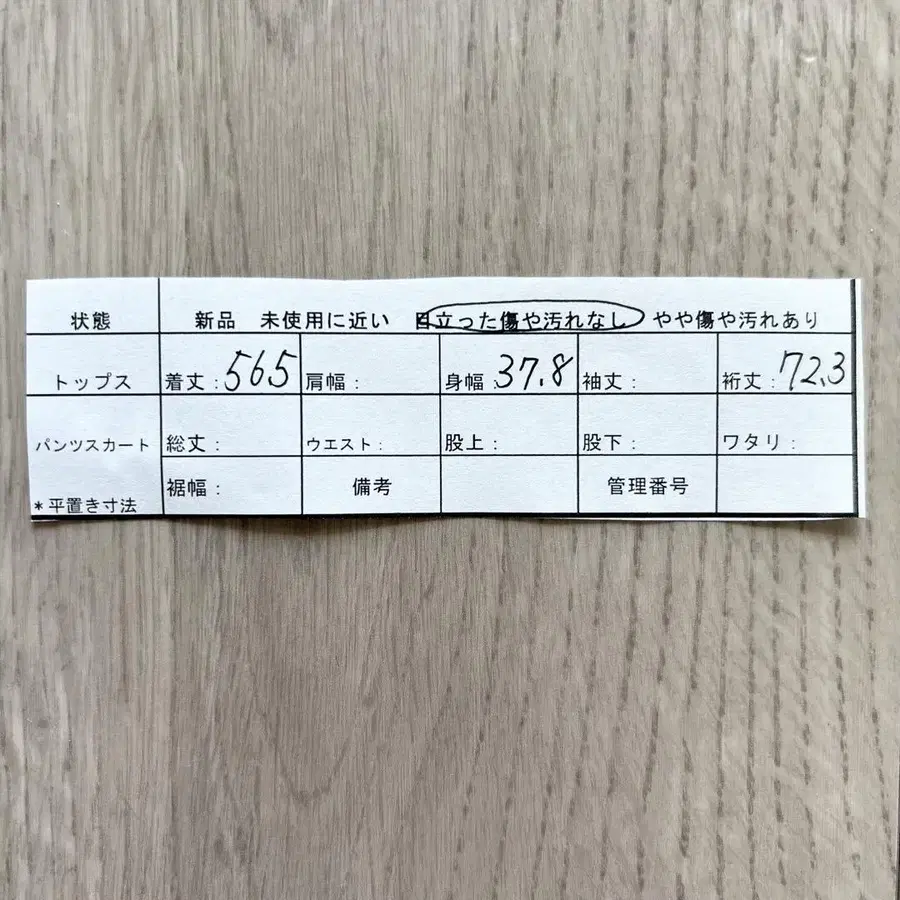 状態 新品 未使用に近い 目立った傷や汚れなし やや傷や汚れあり
トップス 着丈:56.5 肩幅: 身幅:37.8 袖丈: 裄丈:72.3
パンツスカート 総丈: ウエスト: 股上: 股下: ワタリ:
*平置き寸法 裾幅: 備考 管理番号